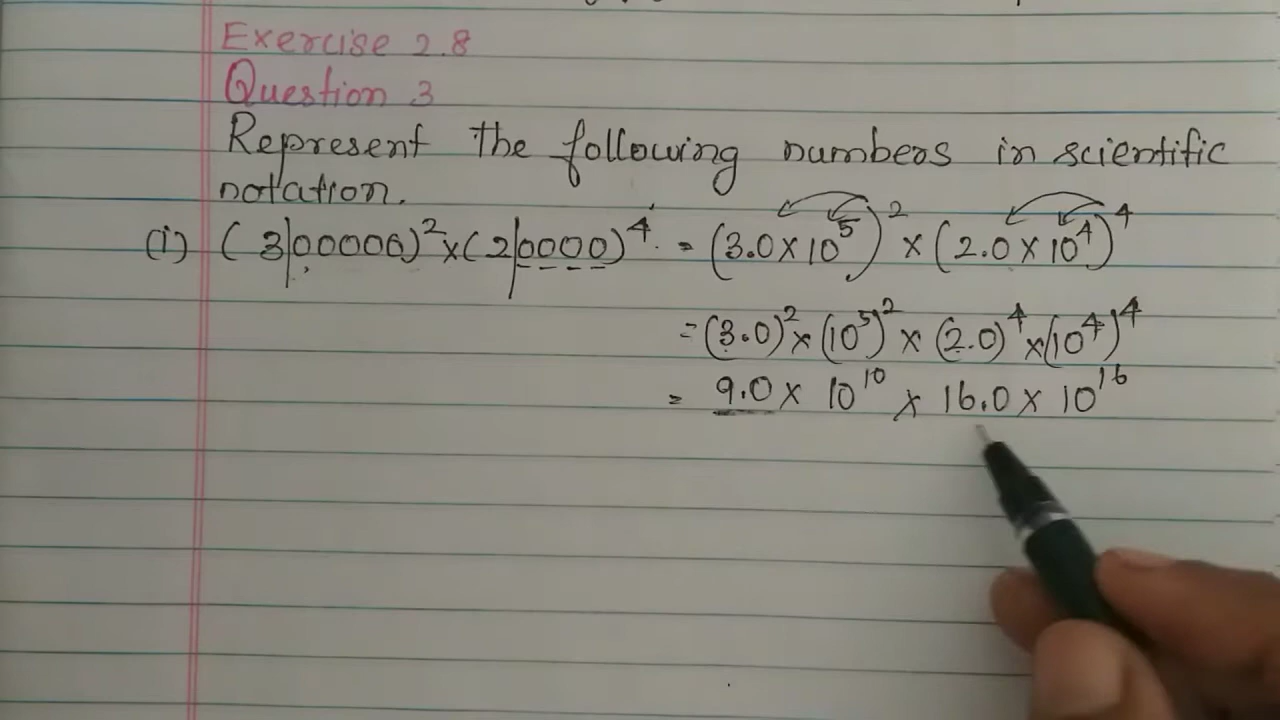 Exercise 2.8
Question 3
Represent the following numbers in scientific
notation.
(i) (300000)² × (20000)⁴ = (3.0 × 10⁵)² × (2.0 × 10⁴)⁴
= (3.0)² × (10⁵)² × (2.0)⁴ × (10⁴)⁴
= 9.0 × 10¹⁰ × 16.0 × 10¹⁶